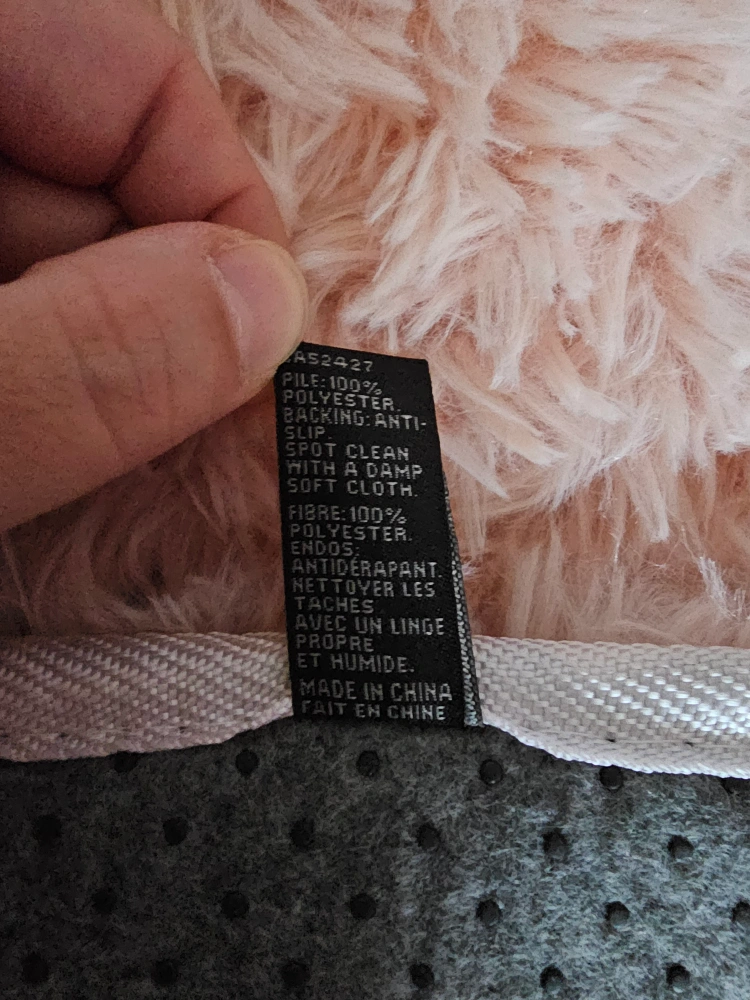 A52427
PILE: 100%
POLYESTER.
BACKING: ANTI-
SLIP.
SPOT CLEAN
WITH A DAMP
SOFT CLOTH.
FIBRE: 100%
POLYESTER.
ENDOS:
ANTIDÉRAPANT.
NETTOYER LES
TACHES
AVEC UN LINGE
PROPRE
ET HUMIDE.
MADE IN CHINA
FAIT EN CHINE